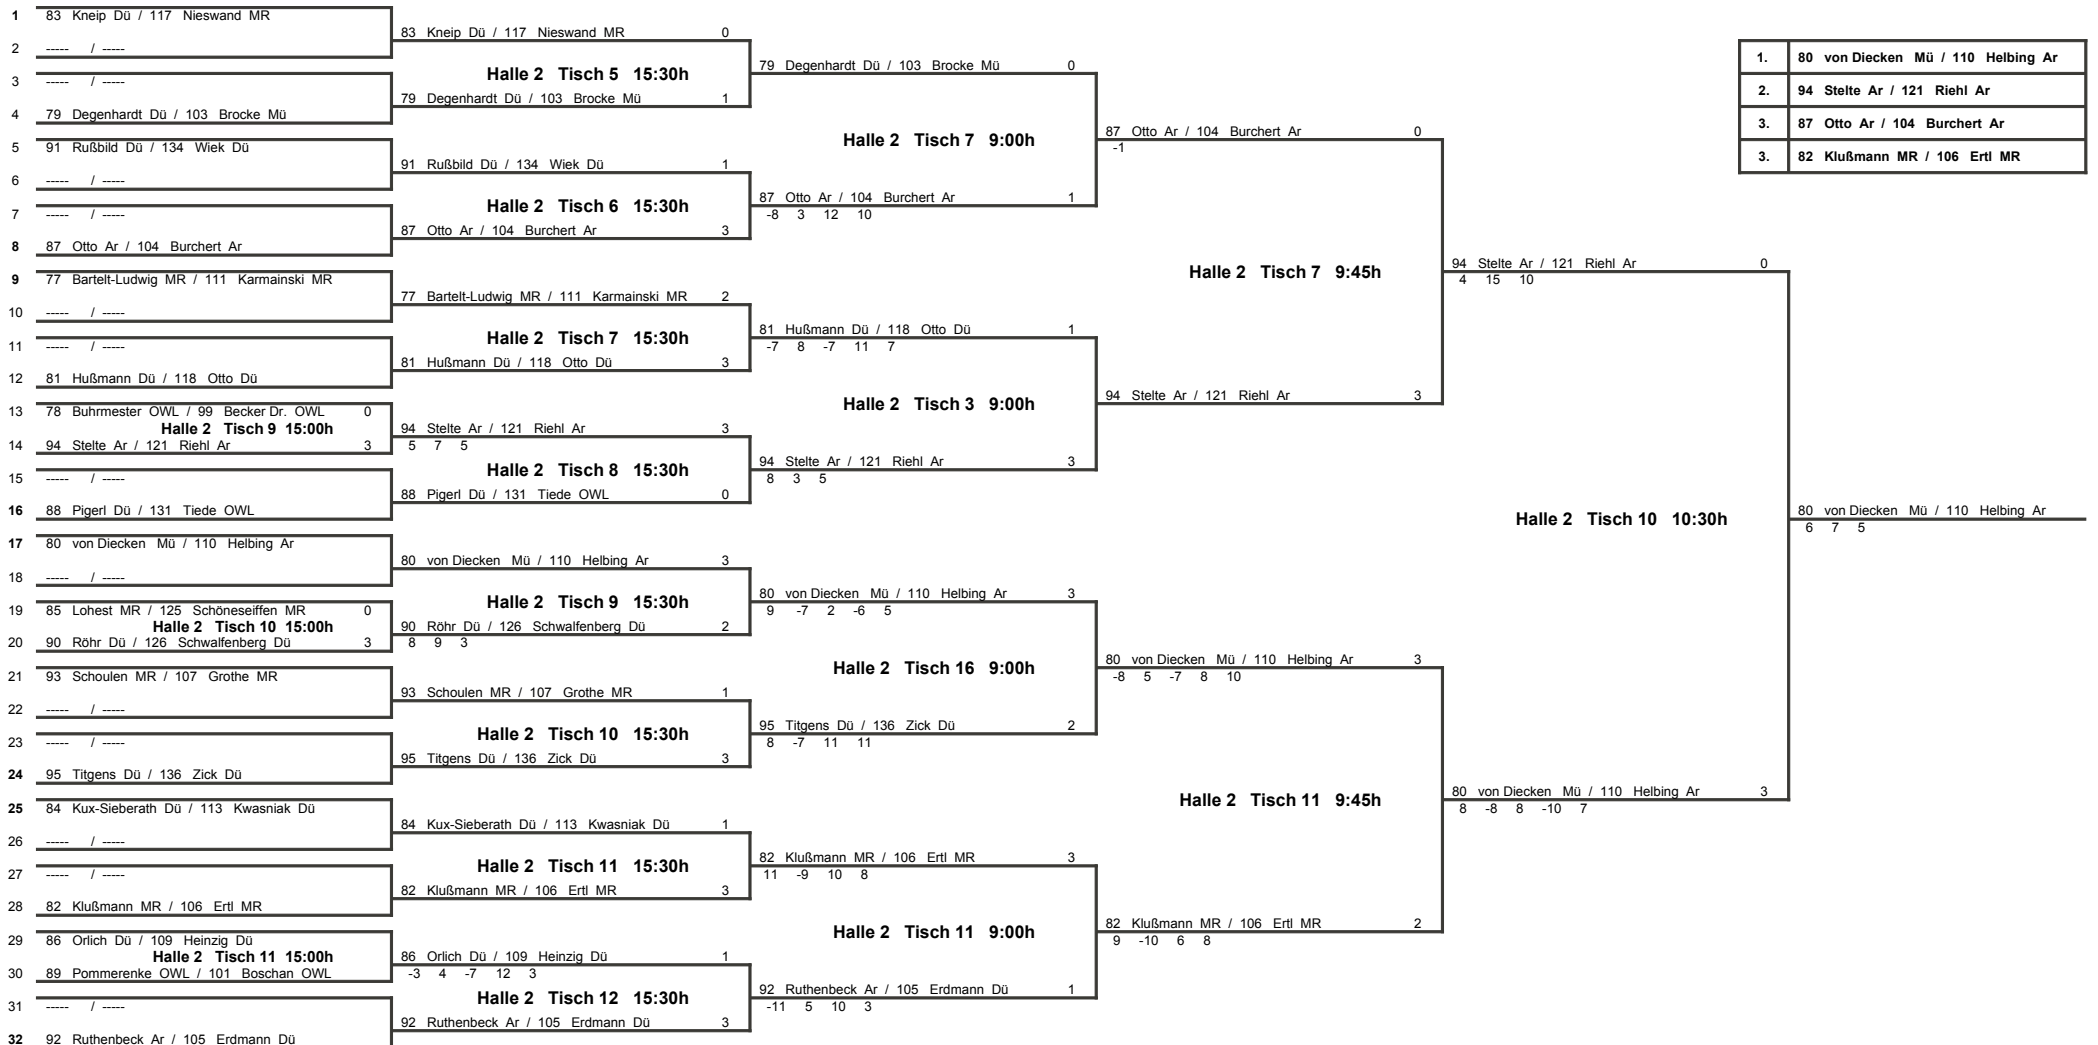 1 83 Kneip Dü / 117 Nieswand MR
2 ----- / -----
3 ----- / -----
4 79 Degenhardt Dü / 103 Brocke Mü
5 91 Rußbild Dü / 134 Wiek Dü
6 ----- / -----
7 ----- / -----
8 87 Otto Ar / 104 Burchert Ar
9 77 Bartelt-Ludwig MR / 111 Karmainski MR
10 ----- / -----
11 ----- / -----
12 81 Hußmann Dü / 118 Otto Dü
13 78 Buhrmester OWL / 99 Becker Dr. OWL 0
Halle 2 Tisch 9 15:00h
14 94 Stelte Ar / 121 Riehl Ar 3
15 ----- / -----
16 88 Pigerl Dü / 131 Tiede OWL
17 80 von Diecken Mü / 110 Helbing Ar
18 ----- / -----
19 85 Lohest MR / 125 Schöneseiffen MR 0
Halle 2 Tisch 10 15:00h
20 90 Röhr Dü / 126 Schwalfenberg Dü 3
21 93 Schoulen MR / 107 Grothe MR
22 ----- / -----
23 ----- / -----
24 95 Titgens Dü / 136 Zick Dü
25 84 Kux-Sieberath Dü / 113 Kwasniak Dü
26 ----- / -----
27 ----- / -----
28 82 Klußmann MR / 106 Ertl MR
29 86 Orlich Dü / 109 Heinzig Dü
Halle 2 Tisch 11 15:00h
30 89 Pommerenke OWL / 101 Boschan OWL
31 ----- / -----
32 92 Ruthenbeck Ar / 105 Erdmann Dü
83 Kneip Dü / 117 Nieswand MR 0
Halle 2 Tisch 5 15:30h
79 Degenhardt Dü / 103 Brocke Mü 1
91 Rußbild Dü / 134 Wiek Dü 1
Halle 2 Tisch 6 15:30h
87 Otto Ar / 104 Burchert Ar 3
77 Bartelt-Ludwig MR / 111 Karmainski MR 2
Halle 2 Tisch 7 15:30h
81 Hußmann Dü / 118 Otto Dü 3
94 Stelte Ar / 121 Riehl Ar 3
5 7 5
Halle 2 Tisch 8 15:30h
88 Pigerl Dü / 131 Tiede OWL 0
80 von Diecken Mü / 110 Helbing Ar 3
Halle 2 Tisch 9 15:30h
90 Röhr Dü / 126 Schwalfenberg Dü 2
8 9 3
93 Schoulen MR / 107 Grothe MR 1
Halle 2 Tisch 10 15:30h
95 Titgens Dü / 136 Zick Dü 3
84 Kux-Sieberath Dü / 113 Kwasniak Dü 1
Halle 2 Tisch 11 15:30h
82 Klußmann MR / 106 Ertl MR 3
86 Orlich Dü / 109 Heinzig Dü 1
-3 4 -7 12 3
Halle 2 Tisch 12 15:30h
92 Ruthenbeck Ar / 105 Erdmann Dü 3
79 Degenhardt Dü / 103 Brocke Mü 0
Halle 2 Tisch 7 9:00h
87 Otto Ar / 104 Burchert Ar 1
-8 3 12 10
81 Hußmann Dü / 118 Otto Dü 1
-7 8 -7 11 7
Halle 2 Tisch 3 9:00h
94 Stelte Ar / 121 Riehl Ar 3
8 3 5
80 von Diecken Mü / 110 Helbing Ar 3
9 -7 2 -6 5
Halle 2 Tisch 16 9:00h
95 Titgens Dü / 136 Zick Dü 2
8 -7 11 11
82 Klußmann MR / 106 Ertl MR 3
11 -9 10 8
Halle 2 Tisch 11 9:00h
92 Ruthenbeck Ar / 105 Erdmann Dü 1
-11 5 10 3
87 Otto Ar / 104 Burchert Ar 0
-1
Halle 2 Tisch 7 9:45h
94 Stelte Ar / 121 Riehl Ar 3
80 von Diecken Mü / 110 Helbing Ar 3
-8 5 -7 8 10
Halle 2 Tisch 11 9:45h
82 Klußmann MR / 106 Ertl MR 2
9 -10 6 8
94 Stelte Ar / 121 Riehl Ar 0
4 15 10
Halle 2 Tisch 10 10:30h
80 von Diecken Mü / 110 Helbing Ar 3
8 -8 8 -10 7
80 von Diecken Mü / 110 Helbing Ar
6 7 5
1. 80 von Diecken Mü / 110 Helbing Ar
2. 94 Stelte Ar / 121 Riehl Ar
3. 87 Otto Ar / 104 Burchert Ar
3. 82 Klußmann MR / 106 Ertl MR